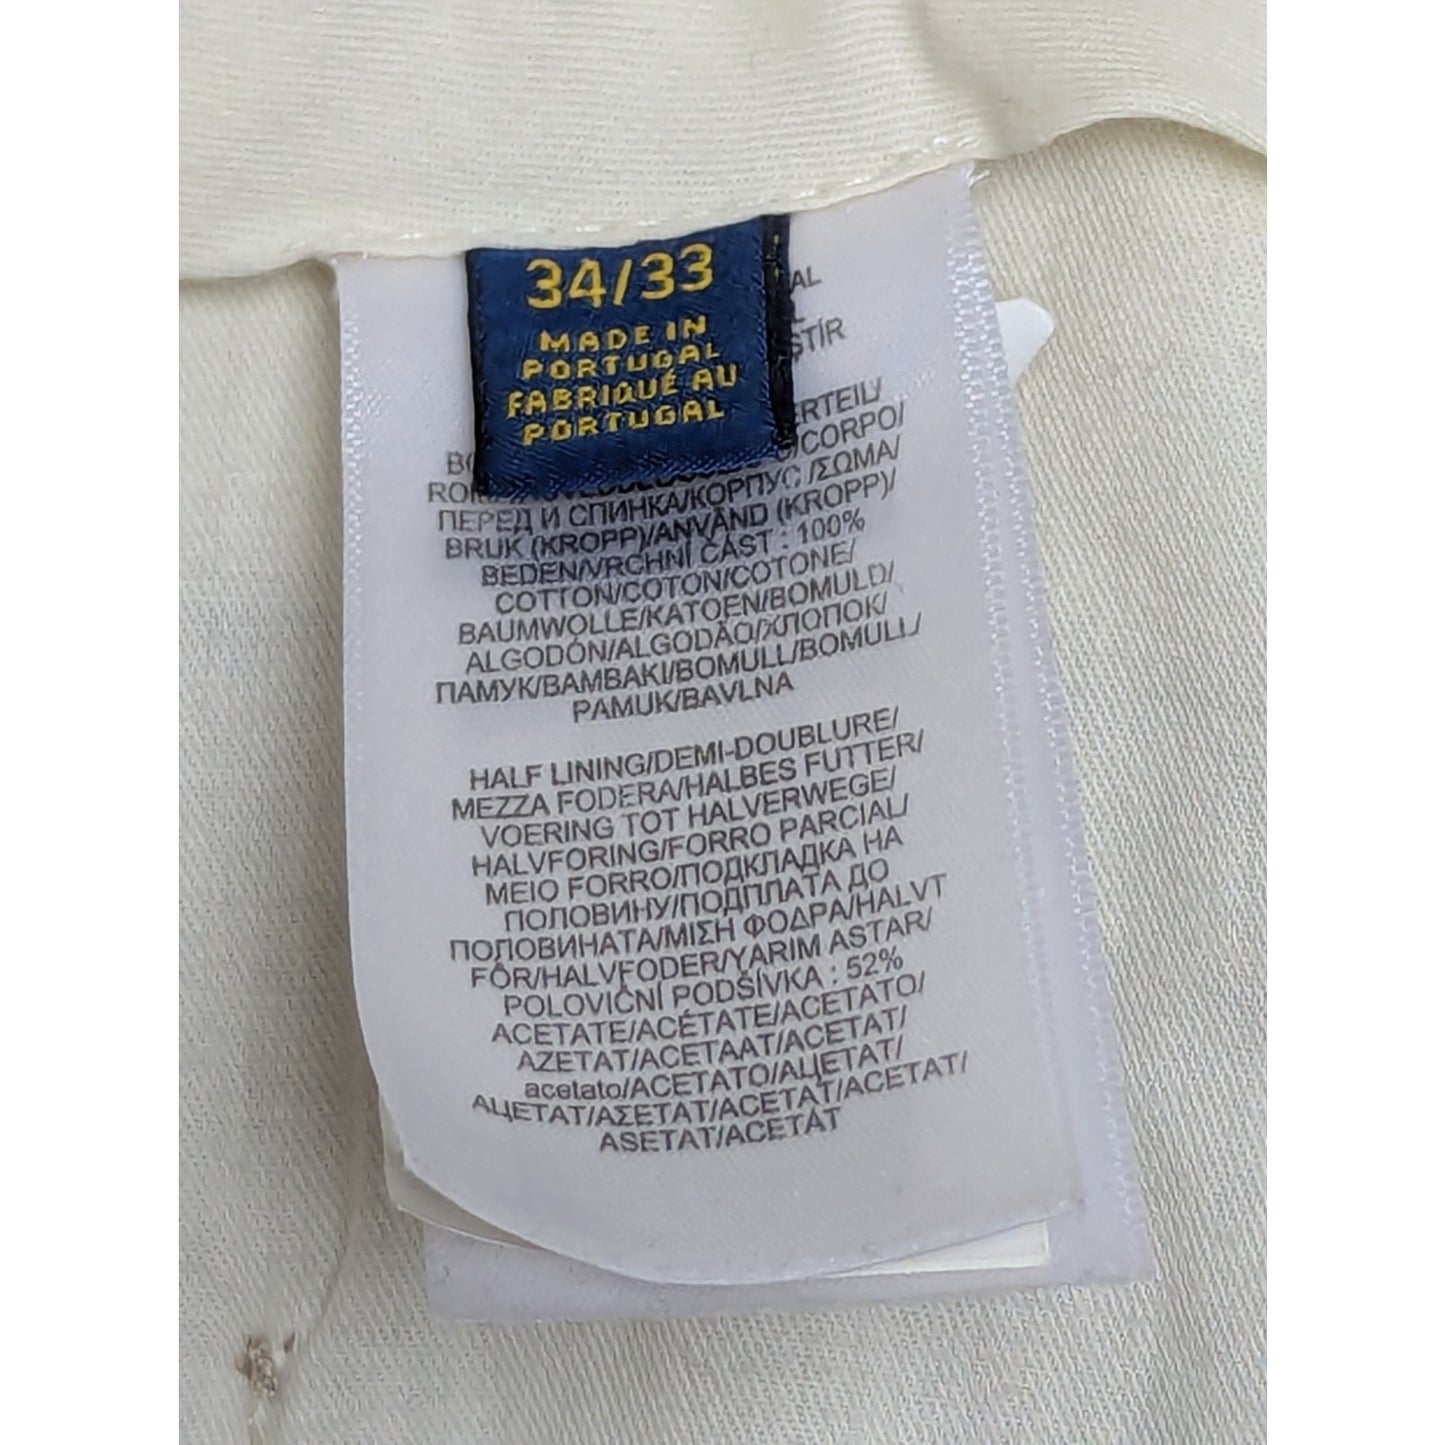 34/33
MADE IN
PORTUGAL
FABRIQUÉ AU
PORTUGAL
ПЕРЕД И СПИНКА/КОРПУС /ΣΩΜΑ/
BRUK (KROPP)/ANVÄND (KROPP)/
BEDEN/VRCHNÍ ČÁST : 100%
COTTON/COTON/COTONE/
BAUMWOLLE/KATOEN/BOMULD/
ALGODÓN/ALGODÃO/ХЛОПОК/
ПАМУК/BAMBAKI/BOMULL/BOMULL/
PAMUK/BAVLNA
HALF LINING/DEMI-DOUBLURE/
MEZZA FODERA/HALBES FUTTER/
VOERING TOT HALVERWEGE/
HALVFORING/FORRO PARCIAL/
MEIO FORRO/ПОДКЛАДКА НА
ПОЛОВИНУ/ПОДПЛАТА ДО
ПОЛОВИНАТА/ΜΙΣΗ ΦΟΔΡΑ/HALVT
FÔR/HALVFODER/YARIM ASTAR/
POLOVIČNÍ PODŠÍVKA : 52%
ACETATE/ACÉTATE/ACETATO/
AZETAT/ACETAAT/ACETAT/
acetato/ACETATO/АЦЕТАТ/
АЦЕТАТ/ΑΣΕΤΑΤ/ACETAT/ACETAT/
ASETAT/ACETÁT